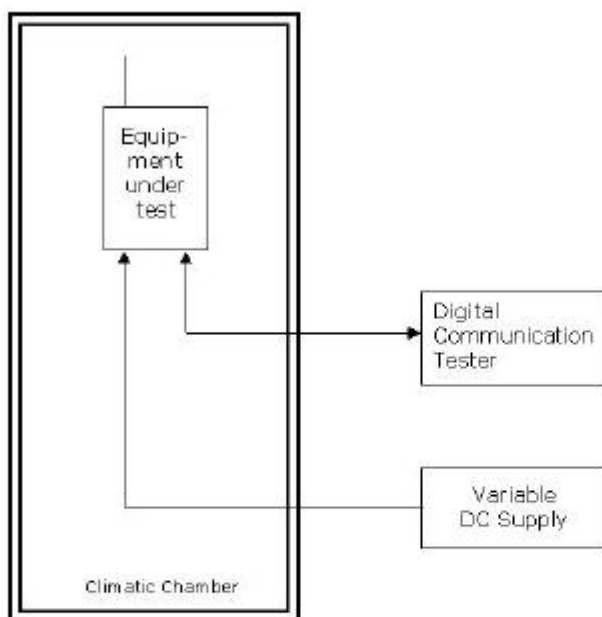 Equip-
ment
under
test
Digital
Communication
Tester
Variable
DC Supply
Climatic Chamber